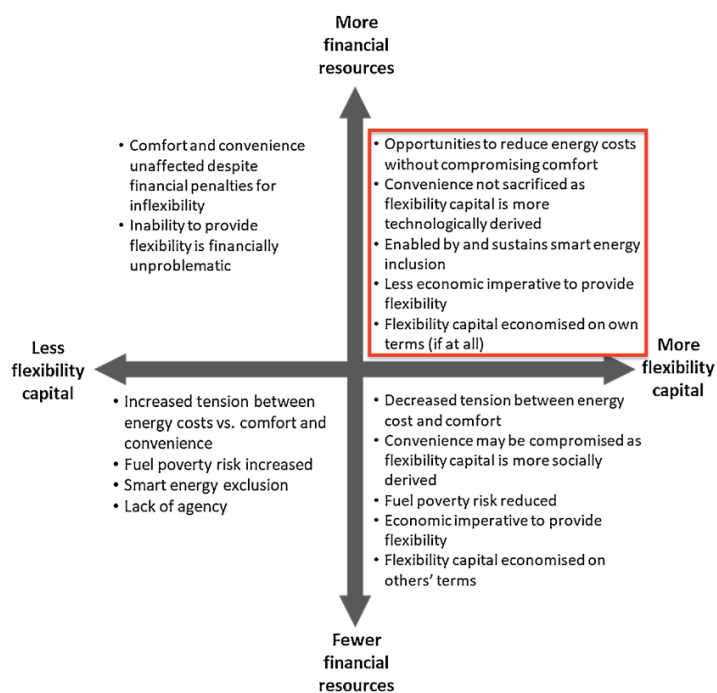 More
financial
resources
• Comfort and convenience
unaffected despite
financial penalties for
inflexibility
• Inability to provide
flexibility is financially
unproblematic
• Opportunities to reduce energy costs
without compromising comfort
• Convenience not sacrificed as
flexibility capital is more
technologically derived
• Enabled by and sustains smart energy
inclusion
• Less economic imperative to provide
flexibility
• Flexibility capital economised on own
terms (if at all)
Less
flexibility
capital
More
flexibility
capital
• Increased tension between
energy costs vs. comfort and
convenience
• Fuel poverty risk increased
• Smart energy exclusion
• Lack of agency
• Decreased tension between energy
cost and comfort
• Convenience may be compromised as
flexibility capital is more socially
derived
• Fuel poverty risk reduced
• Economic imperative to provide
flexibility
• Flexibility capital economised on
others' terms
Fewer
financial
resources